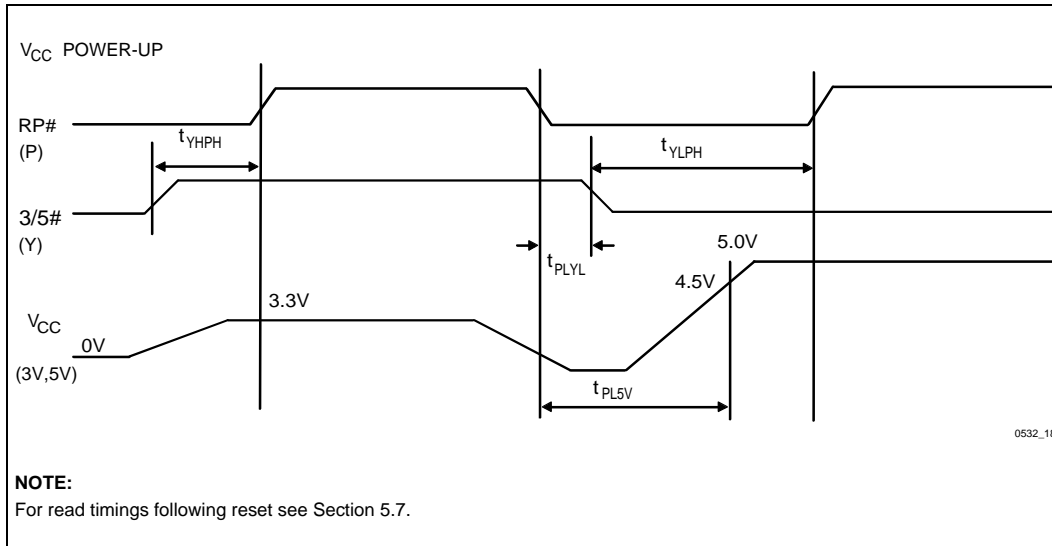 VCC POWER-UP
RP#
(P)
tYHPH
tYLPH
3/5#
(Y)
tPLYL
5.0V
4.5V
3.3V
VCC
0V
(3V,5V)
tPL5V
0532_18
NOTE:
For read timings following reset see Section 5.7.